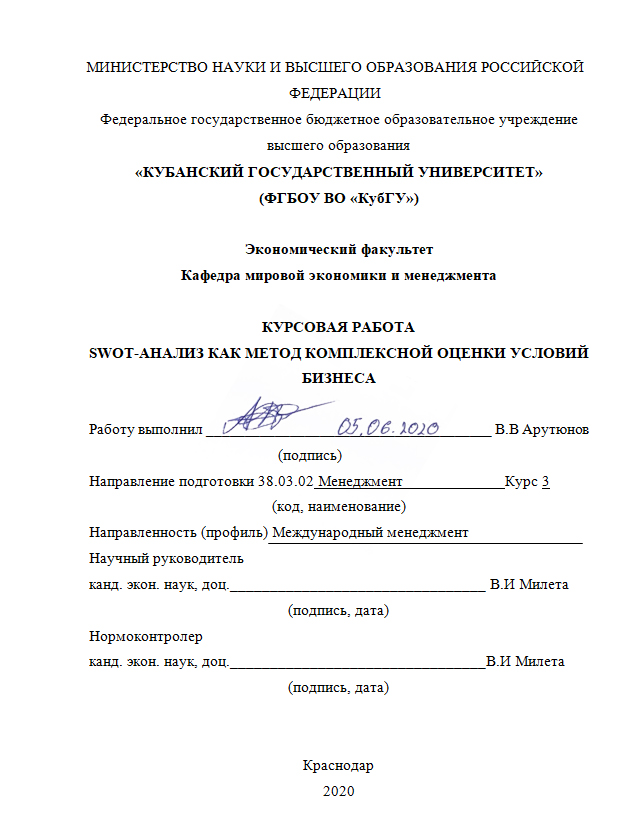 МИНИСТЕРСТВО НАУКИ И ВЫСШЕГО ОБРАЗОВАНИЯ РОССИЙСКОЙ
ФЕДЕРАЦИИ
Федеральное государственное бюджетное образовательное учреждение
высшего образования
«КУБАНСКИЙ ГОСУДАРСТВЕННЫЙ УНИВЕРСИТЕТ»
(ФГБОУ ВО «КубГУ»)
Экономический факультет
Кафедра мировой экономики и менеджмента
КУРСОВАЯ РАБОТА
SWOT-АНАЛИЗ КАК МЕТОД КОМПЛЕКСНОЙ ОЦЕНКИ УСЛОВИЙ
БИЗНЕСА
Работу выполнил 05.06.2020 В.В Арутюнов
(подпись)
Направление подготовки 38.03.02 Менеджмент Курс 3
(код, наименование)
Направленность (профиль) Международный менеджмент
Научный руководитель
канд. экон. наук, доц. В.И Милета
(подпись, дата)
Нормоконтролер
канд. экон. наук, доц. В.И Милета
(подпись, дата)
Краснодар
2020